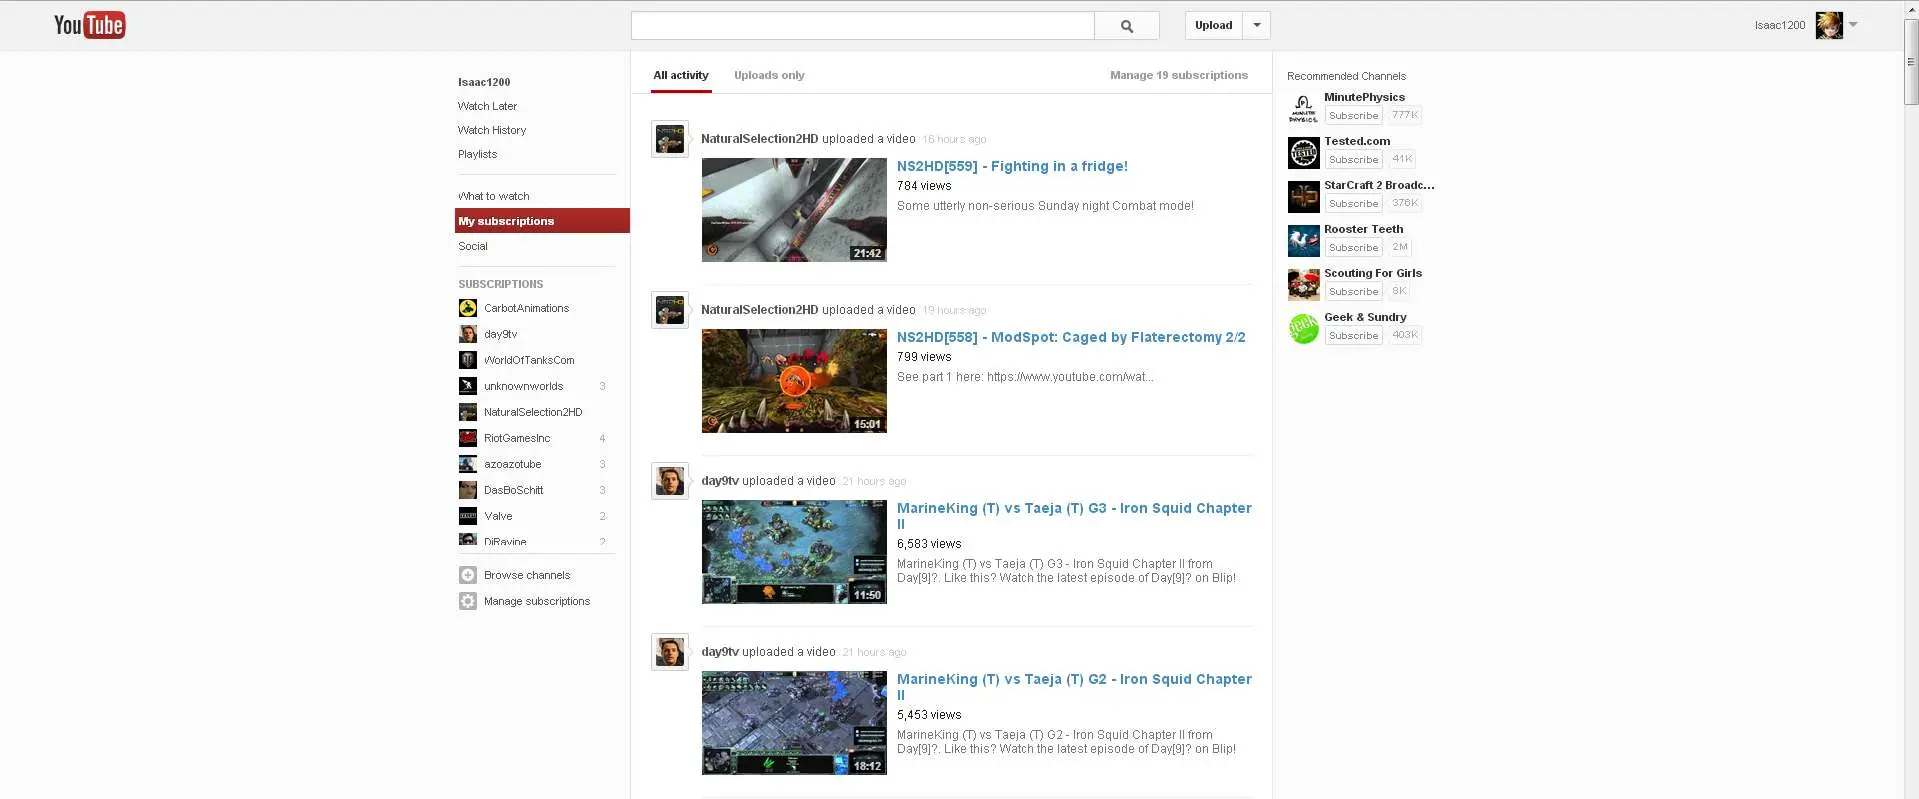 YouTube
Upload
Isaac1200
Isaac1200
Watch Later
Watch History
Playlists
What to watch
My subscriptions
Social
SUBSCRIPTIONS
CarbotAnimations
day9tv
WorldOfTanksCom
unknownworlds 3
NaturalSelection2HD
RiotGamesInc 4
azoazotube 3
DasBoSchitt 3
Valve 2
DjRavine 2
Browse channels
Manage subscriptions
All activity Uploads only Manage 19 subscriptions
NaturalSelection2HD uploaded a video 16 hours ago
NS2HD[559] - Fighting in a fridge!
784 views
Some utterly non-serious Sunday night Combat mode!
21:42
NaturalSelection2HD uploaded a video 19 hours ago
NS2HD[558] - ModSpot: Caged by Flaterectomy 2/2
799 views
See part 1 here: https://www.youtube.com/wat...
15:01
day9tv uploaded a video 21 hours ago
MarineKing (T) vs Taeja (T) G3 - Iron Squid Chapter
II
6,583 views
MarineKing (T) vs Taeja (T) G3 - Iron Squid Chapter II from
Day[9]?. Like this? Watch the latest episode of Day[9]? on Blip!
11:50
day9tv uploaded a video 21 hours ago
MarineKing (T) vs Taeja (T) G2 - Iron Squid Chapter
II
5,453 views
MarineKing (T) vs Taeja (T) G2 - Iron Squid Chapter II from
Day[9]?. Like this? Watch the latest episode of Day[9]? on Blip!
18:12
Recommended Channels
MinutePhysics
Subscribe 777K
Tested.com
Subscribe 41K
StarCraft 2 Broadc...
Subscribe 376K
Rooster Teeth
Subscribe 2M
Scouting For Girls
Subscribe 9K
Geek & Sundry
Subscribe 403K